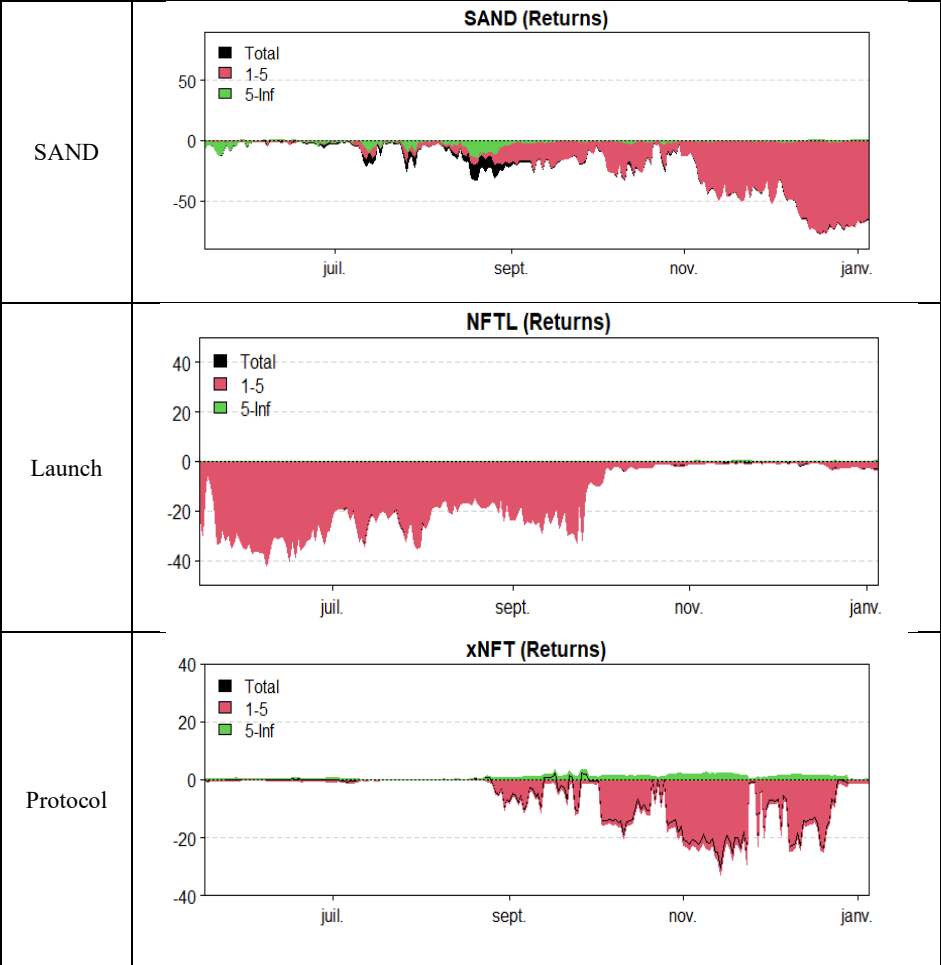 SAND
SAND (Returns)
Total
1-5
5-Inf
50
0
-50
juil.
sept.
nov.
janv.
Launch
NFTL (Returns)
Total
1-5
5-Inf
40
20
0
-20
-40
juil.
sept.
nov.
janv.
Protocol
xNFT (Returns)
Total
1-5
5-Inf
40
20
0
-20
-40
juil.
sept.
nov.
janv.